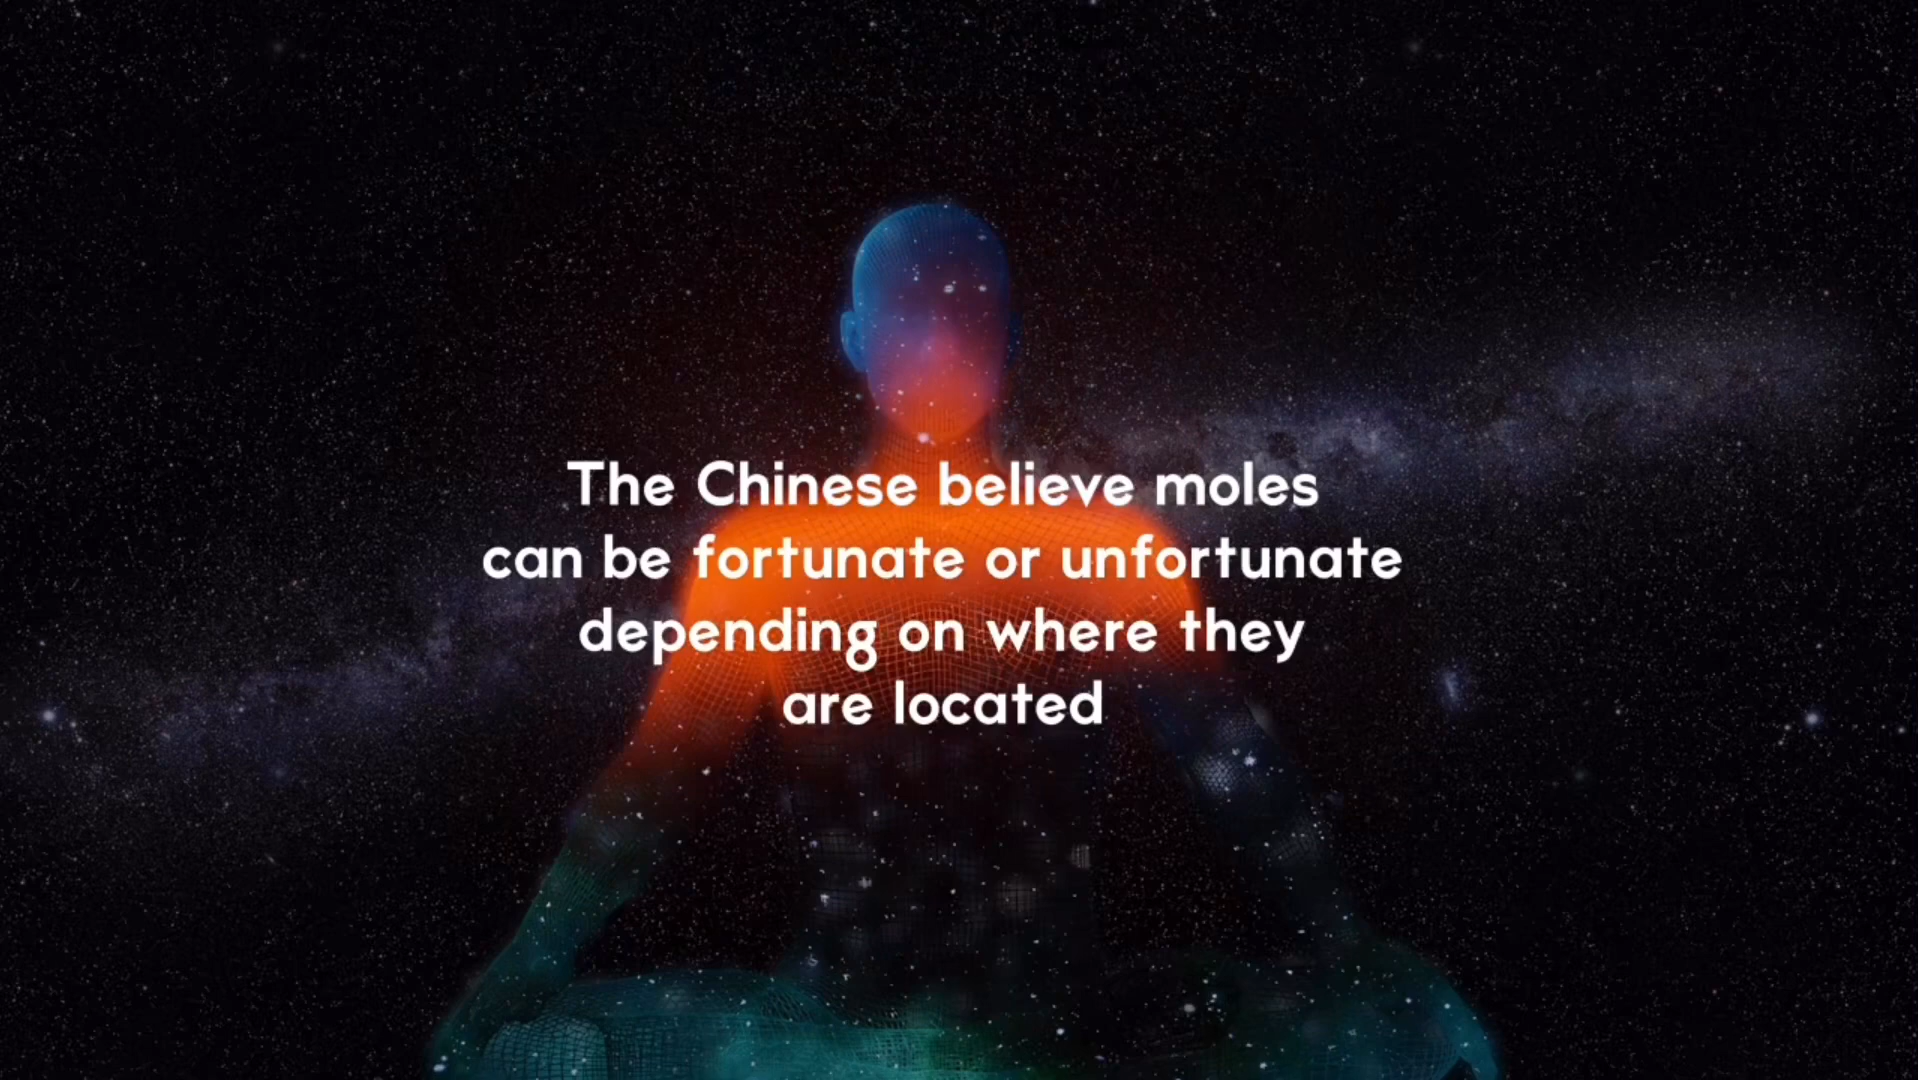 The Chinese believe moles
can be fortunate or unfortunate
depending on where they
are located